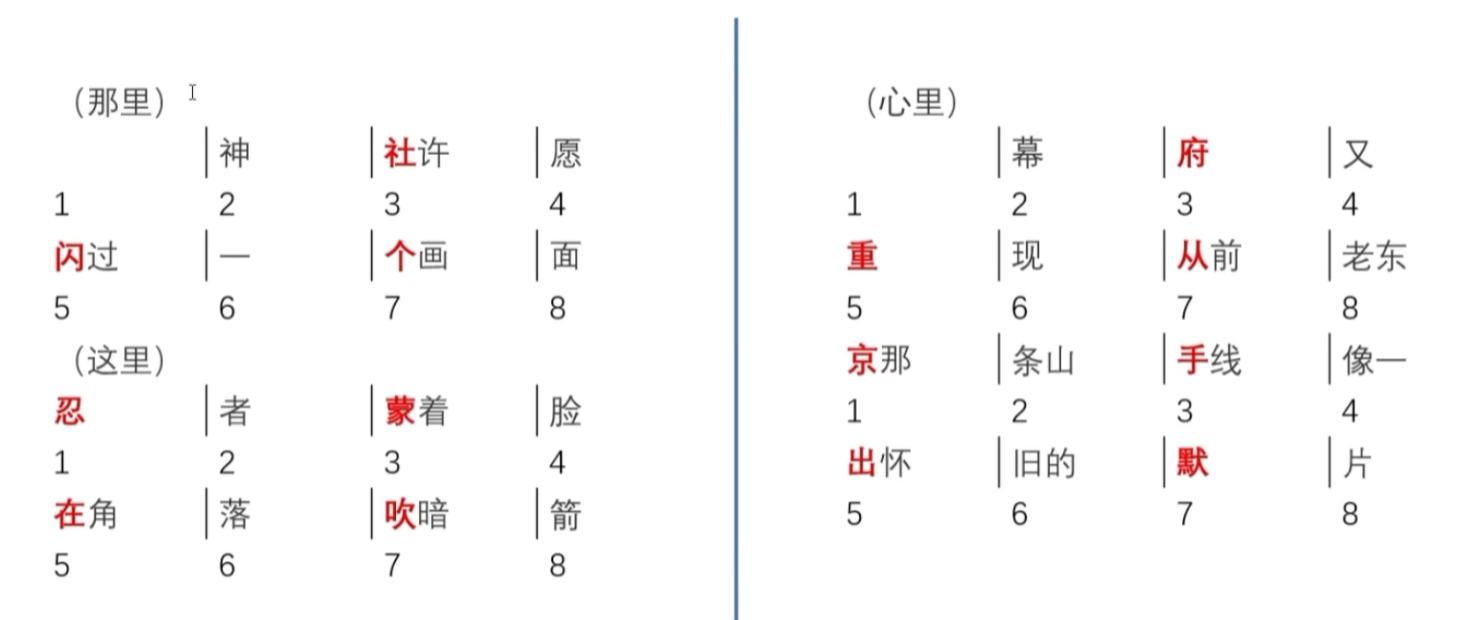 （那里）
|神 |社许 |愿
1 2 3 4
闪过 |一 |个画 |面
5 6 7 8
（这里）
忍 |者 |蒙着 |脸
1 2 3 4
在角 |落 |吹暗 |箭
5 6 7 8
（心里）
|幕 |府 |又
1 2 3 4
重 |现 |从前 |老东
5 6 7 8
京那 |条山 |手线 |像一
1 2 3 4
出怀 |旧的 |默 |片
5 6 7 8